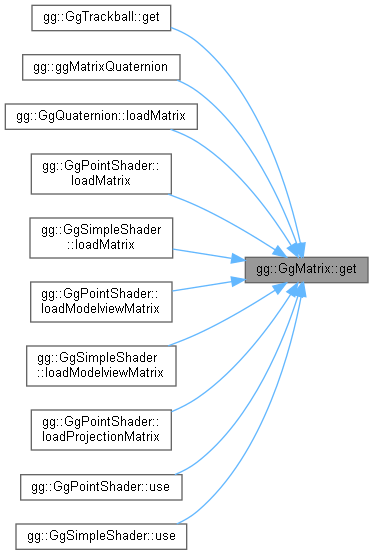 gg::GgTrackball::get
gg::ggMatrixQuaternion
gg::GgQuaternion::loadMatrix
gg::GgPointShader::
loadMatrix
gg::GgSimpleShader
::loadMatrix
gg::GgMatrix::get
gg::GgPointShader::
loadModelviewMatrix
gg::GgSimpleShader
::loadModelviewMatrix
gg::GgPointShader::
loadProjectionMatrix
gg::GgPointShader::use
gg::GgSimpleShader::use